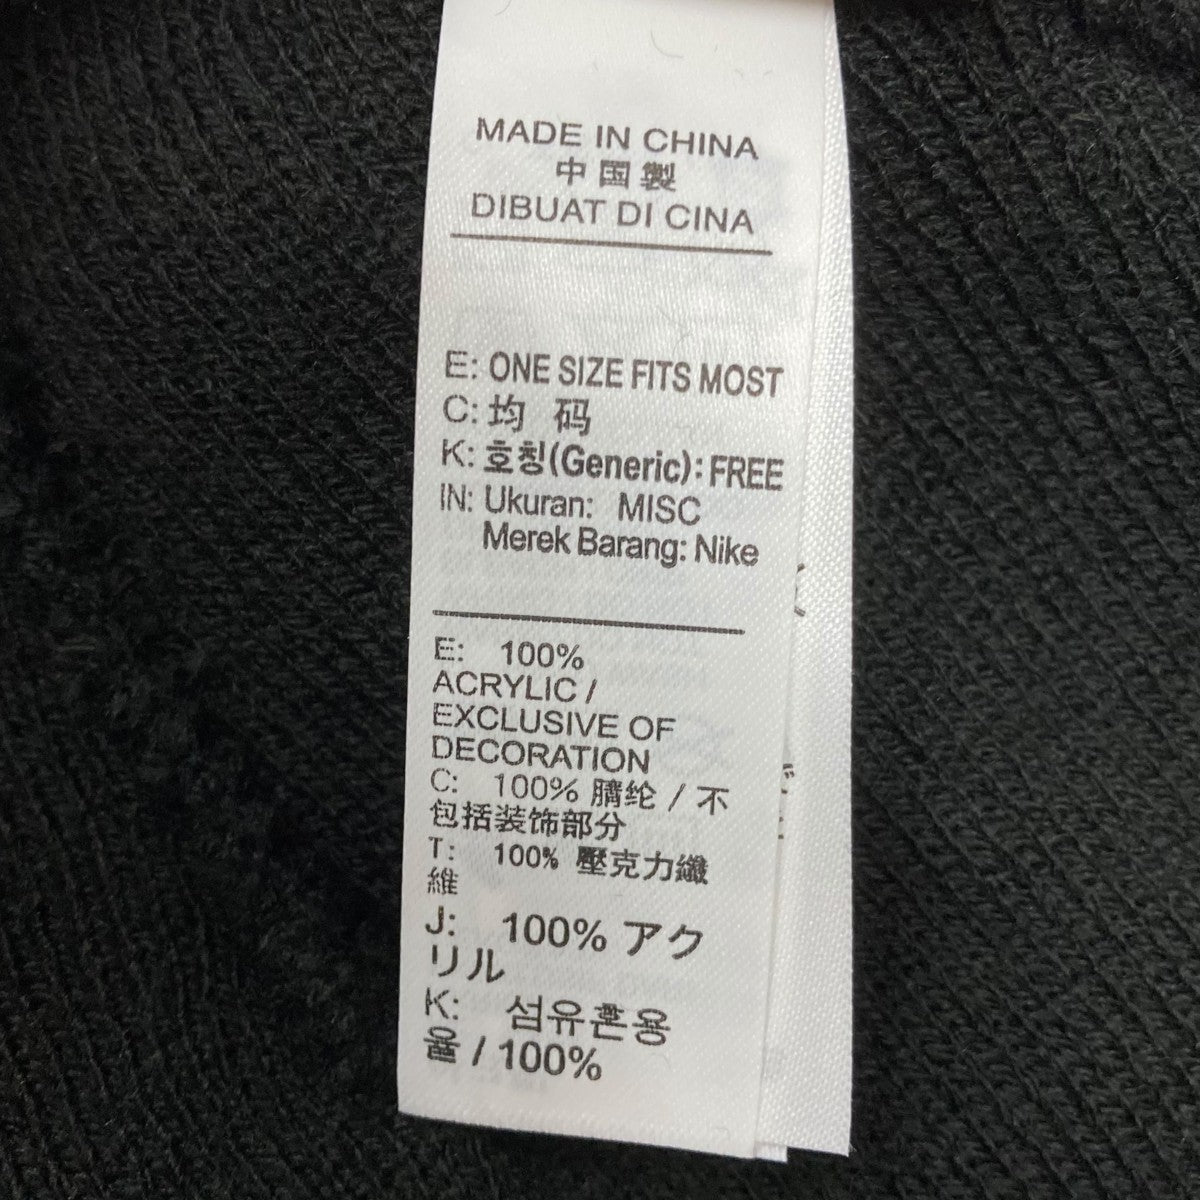 MADE IN CHINA
中国製
DIBUAT DI CINA
E: ONE SIZE FITS MOST
C: 均 码
K: 호칭(Generic): FREE
IN: Ukuran: MISC
Merek Barang: Nike
E: 100%
ACRYLIC /
EXCLUSIVE OF
DECORATION
C: 100% 腈纶 / 不
包括装饰部分
T: 100% 壓克力纖
維
J: 100% アク
リル
K: 섬유혼용
율 / 100%